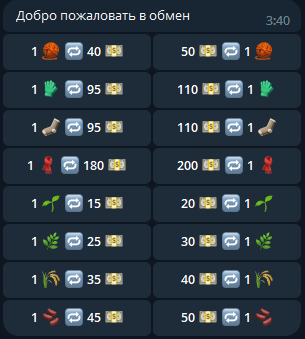 Добро пожаловать в обмен
3:40
1 🧶 🔁 40 💵 50 💵 🔁 1 🧶
1 🧤 🔁 95 💵 110 💵 🔁 1 🧤
1 🧦 🔁 95 💵 110 💵 🔁 1 🧦
1 🧣 🔁 180 💵 200 💵 🔁 1 🧣
1 🌱 🔁 15 💵 20 💵 🔁 1 🌱
1 🌿 🔁 25 💵 30 💵 🔁 1 🌿
1 🌾 🔁 35 💵 40 💵 🔁 1 🌾
1 🫘 🔁 45 💵 50 💵 🔁 1 🫘